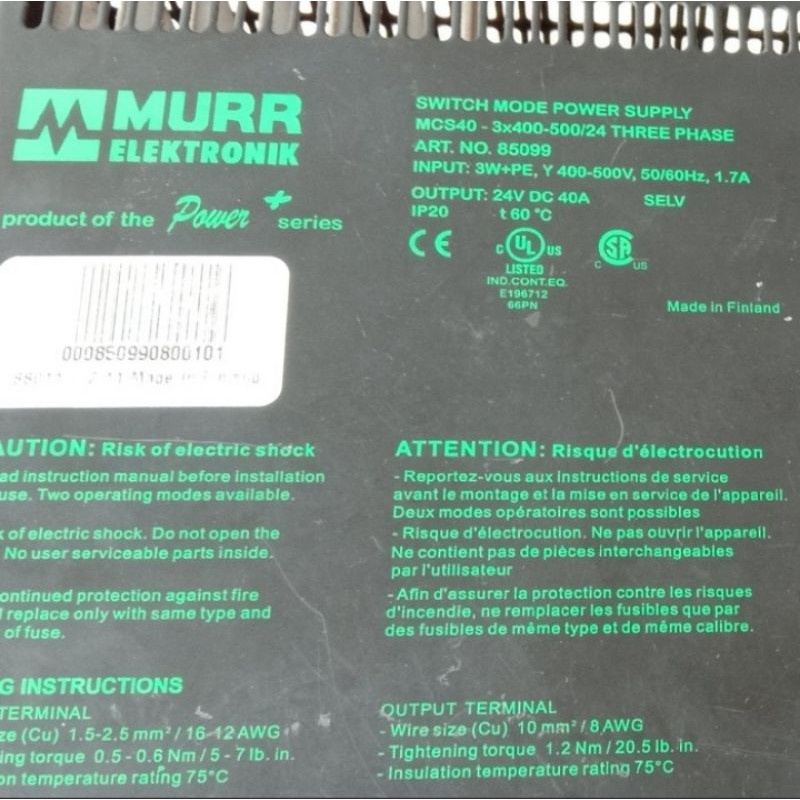 MURR
ELEKTRONIK
product of the Power + series
SWITCH MODE POWER SUPPLY
MCS40 - 3x400-500/24 THREE PHASE
ART. NO. 85099
INPUT: 3W+PE, Y 400-500V, 50/60Hz, 1.7A
OUTPUT: 24V DC 40A SELV
IP20 t 60 °C
CE C UL US C SA US
LISTED
IND.CONT.EQ.
E196712
66PN
Made in Finland
000850990800101
Made in Finland
AUTION: Risk of electric shock
ad instruction manual before installation
use. Two operating modes available.
k of electric shock. Do not open the
No user serviceable parts inside.
ontinued protection against fire
replace only with same type and
of fuse.
ATTENTION: Risque d'électrocution
- Reportez-vous aux Instructions de service
avant le montage et la mise en service de l'appareil.
Deux modes opératoires sont possibles
- Risque d'électrocution. Ne pas ouvrir l'appareil.
Ne contient pas de pièces interchangeables
par l'utilisateur
- Afin d'assurer la protection contre les risques
d'incendie, ne remplacer les fusibles que par
des fusibles de même type et de même calibre.
G INSTRUCTIONS
TERMINAL
ze (Cu) 1.5-2.5 mm² / 16-12 AWG
ing torque 0.5 - 0.6 Nm / 5 - 7 lb. in.
on temperature rating 75°C
OUTPUT TERMINAL
- Wire size (Cu) 10 mm² / 8 AWG
- Tightening torque 1.2 Nm / 20.5 lb. in.
- Insulation temperature rating 75°C